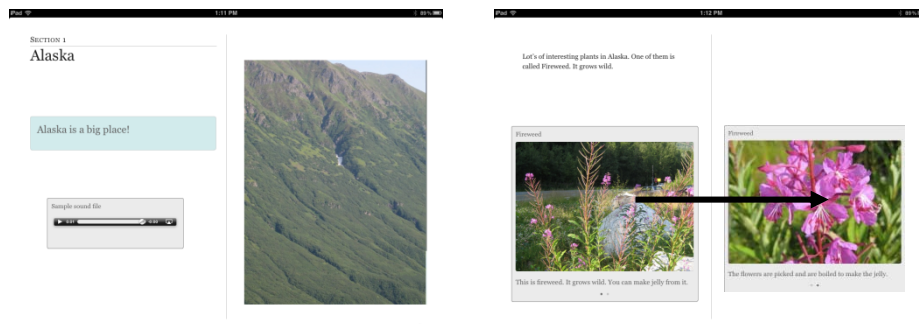 iPad
1:11 PM
89%
SECTION 1
Alaska
Alaska is a big place!
Sample sound file
iPad
1:12 PM
89%
Lot's of interesting plants in Alaska. One of them is
called Fireweed. It grows wild.
Fireweed
This is fireweed. It grows wild. You can make jelly from it.
Fireweed
The flowers are picked and are boiled to make the jelly.